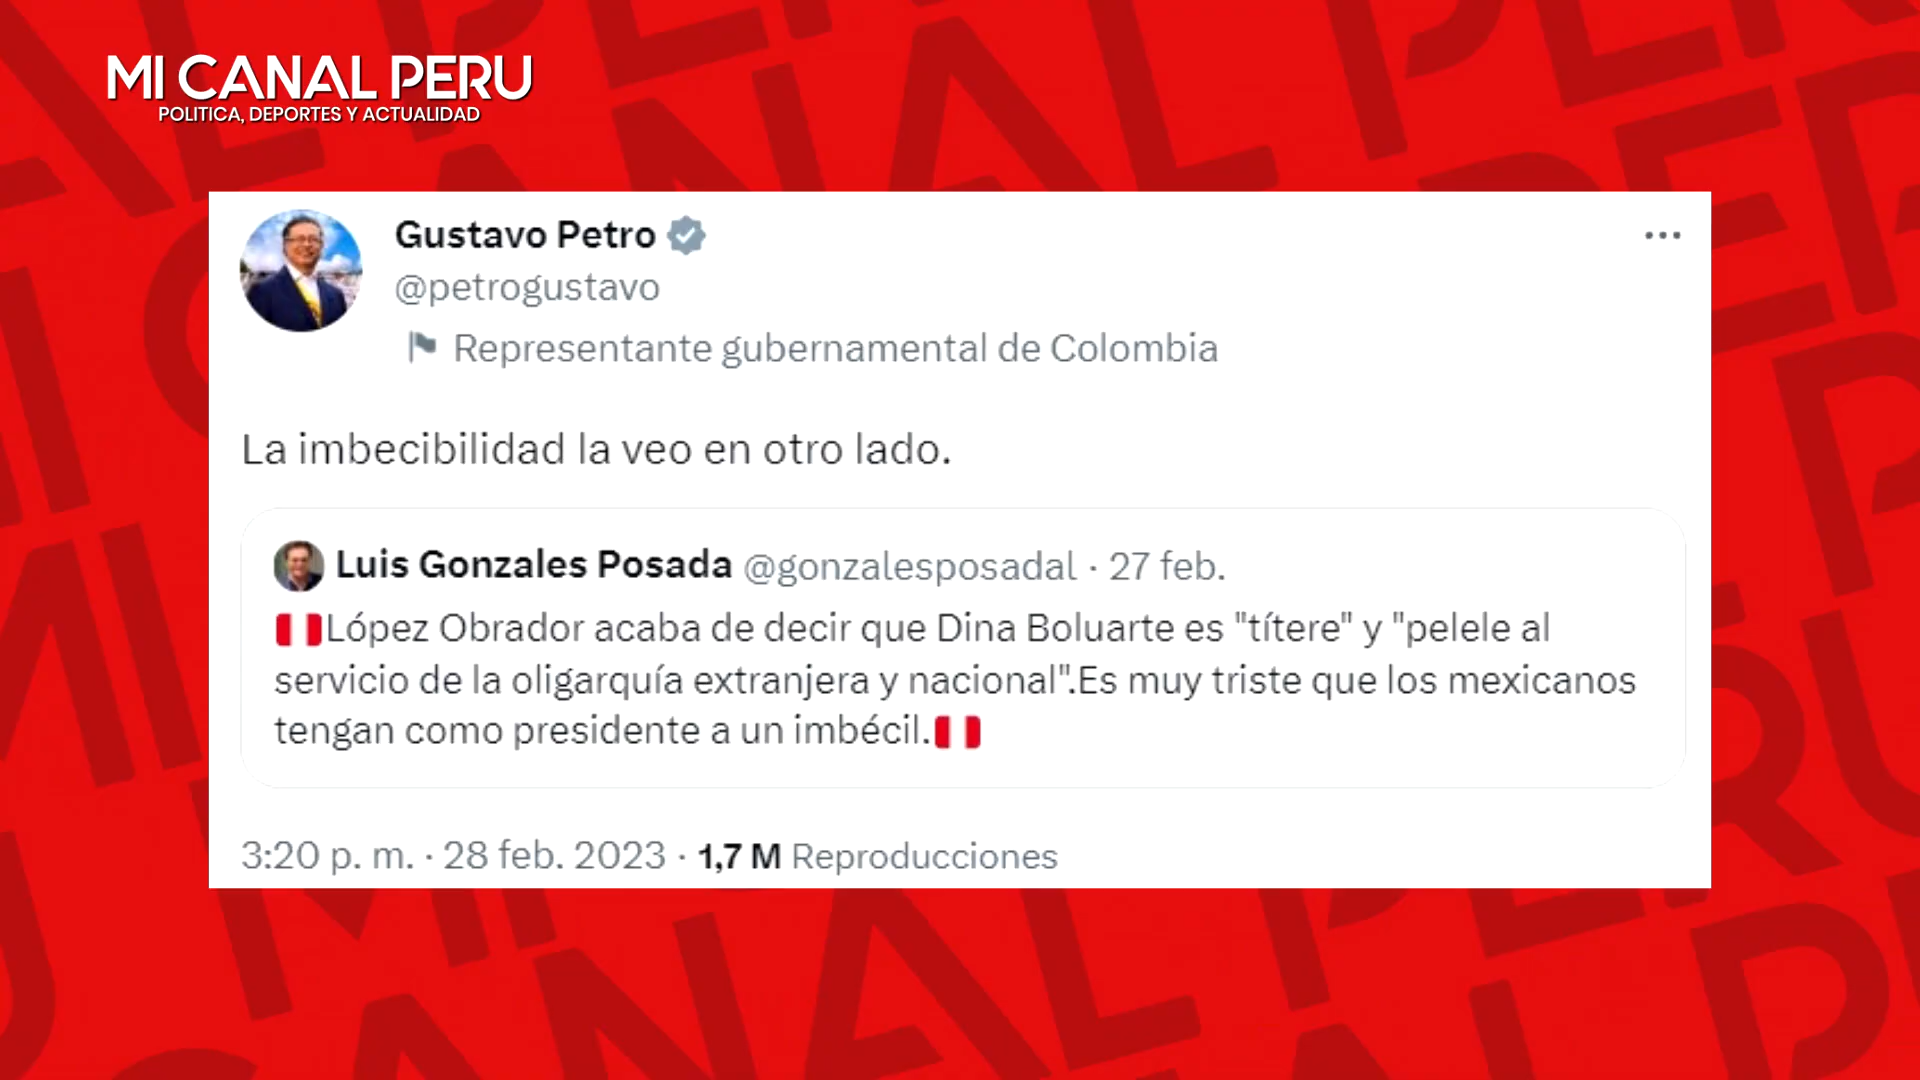 MI CANAL PERU
POLITICA, DEPORTES Y ACTUALIDAD
Gustavo Petro
@petrogustavo
Representante gubernamental de Colombia
La imbecibilidad la veo en otro lado.
Luis Gonzales Posada @gonzalesposadal · 27 feb.
🇵🇪López Obrador acaba de decir que Dina Boluarte es "títere" y "pelele al
servicio de la oligarquía extranjera y nacional".Es muy triste que los mexicanos
tengan como presidente a un imbécil.🇵🇪
3:20 p. m. · 28 feb. 2023 · 1,7 M Reproducciones